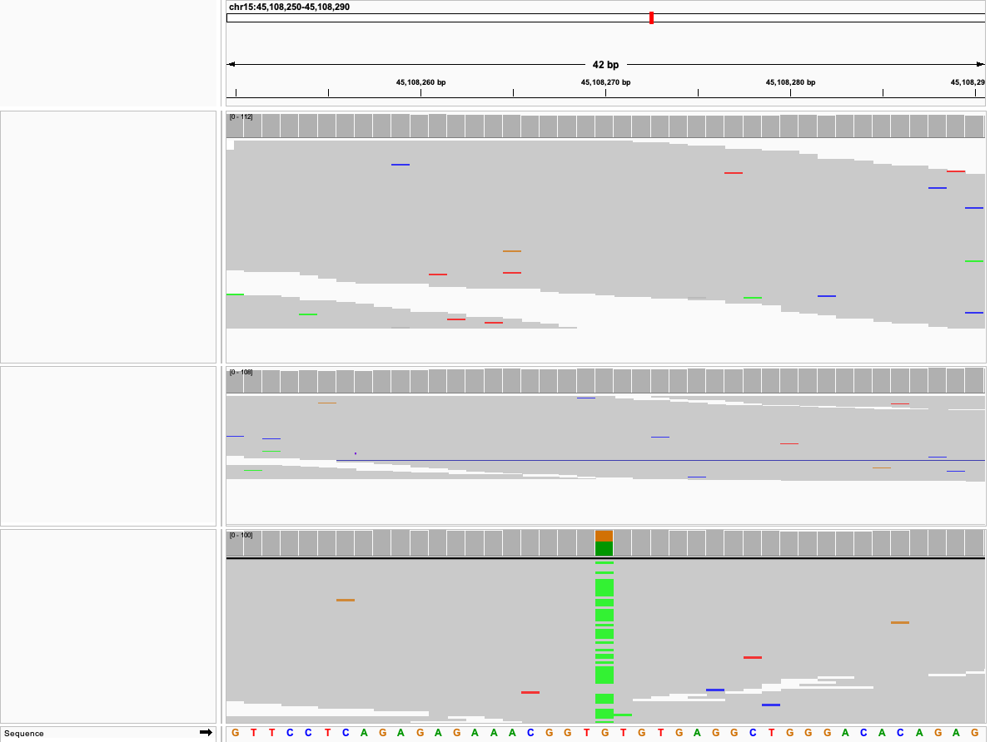 chr15:45,108,250-45,108,290
42 bp
45,108,260 bp 45,108,270 bp 45,108,280 bp 45,108,29
[0 - 112]
[0 - 108]
[0 - 100]
Sequence G T T C C T C A G A G A G A A A C G G T G T G T G A G G C T G G G A C A C A G A G